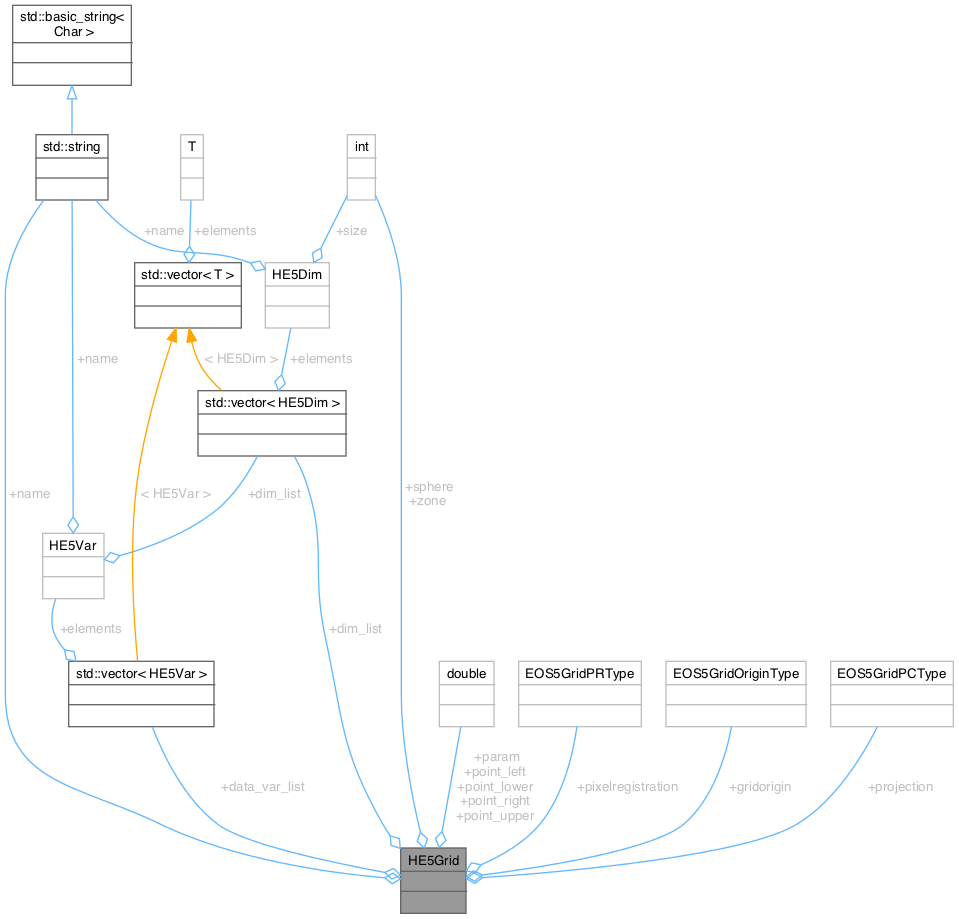 std::basic_string<
Char >
std::string
T
int
+name
+elements
+size
std::vector< T >
HE5Dim
+name
< HE5Dim >
+elements
std::vector< HE5Dim >
+name
< HE5Var >
+dim_list
+sphere
+zone
HE5Var
+elements
+dim_list
std::vector< HE5Var >
double
EOS5GridPRType
EOS5GridOriginType
EOS5GridPCType
+data_var_list
+param
+point_left
+point_lower
+point_right
+point_upper
+pixelregistration
+gridorigin
+projection
HE5Grid